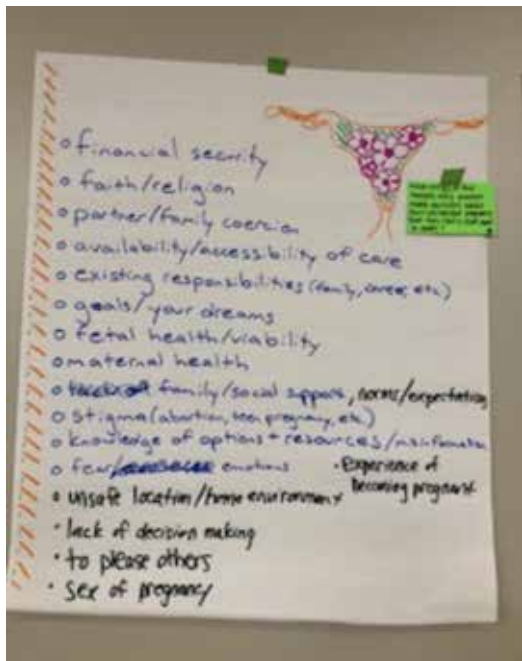 o financial security
o faith/religion
o partner/family coercion
o availability/accessibility of care
o existing responsibilities (family, career, etc)
o goals/your dreams
o fetal health/viability
o maternal health
o family/social support, norms/expectations
o stigma (abortion, teen pregnancy, etc.)
o knowledge of options + resources/misinformation
o fear/ emotions
• Experience of
becoming pregnant
o unsafe location/home environment
• lack of decision making
• to please others
• Sex of pregnancy